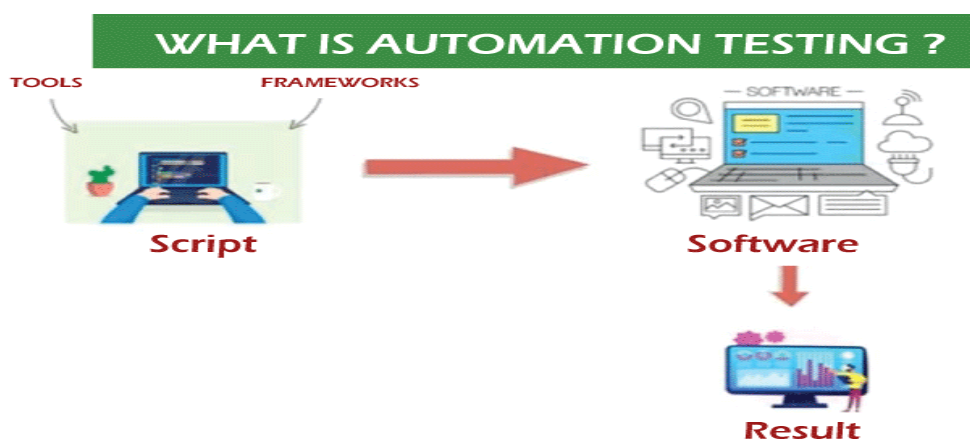 WHAT IS AUTOMATION TESTING ?
TOOLS
FRAMEWORKS
SOFTWARE
Script
Software
Result